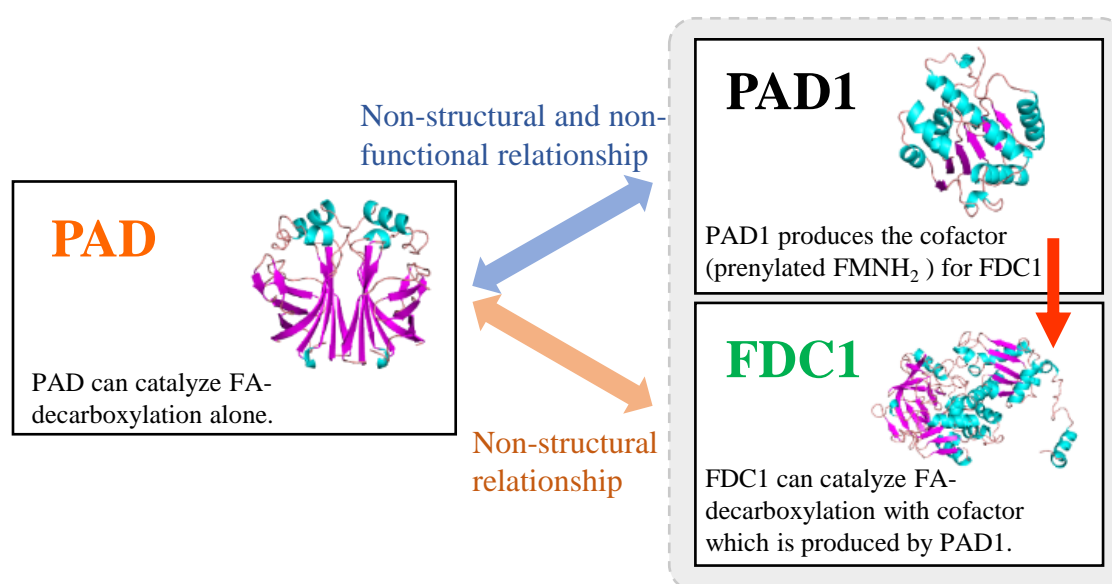 PAD
PAD can catalyze FA-
decarboxylation alone.
Non-structural and non-
functional relationship
Non-structural
relationship
PAD1
PAD1 produces the cofactor
(prenylated FMNH₂ ) for FDC1
FDC1
FDC1 can catalyze FA-
decarboxylation with cofactor
which is produced by PAD1.